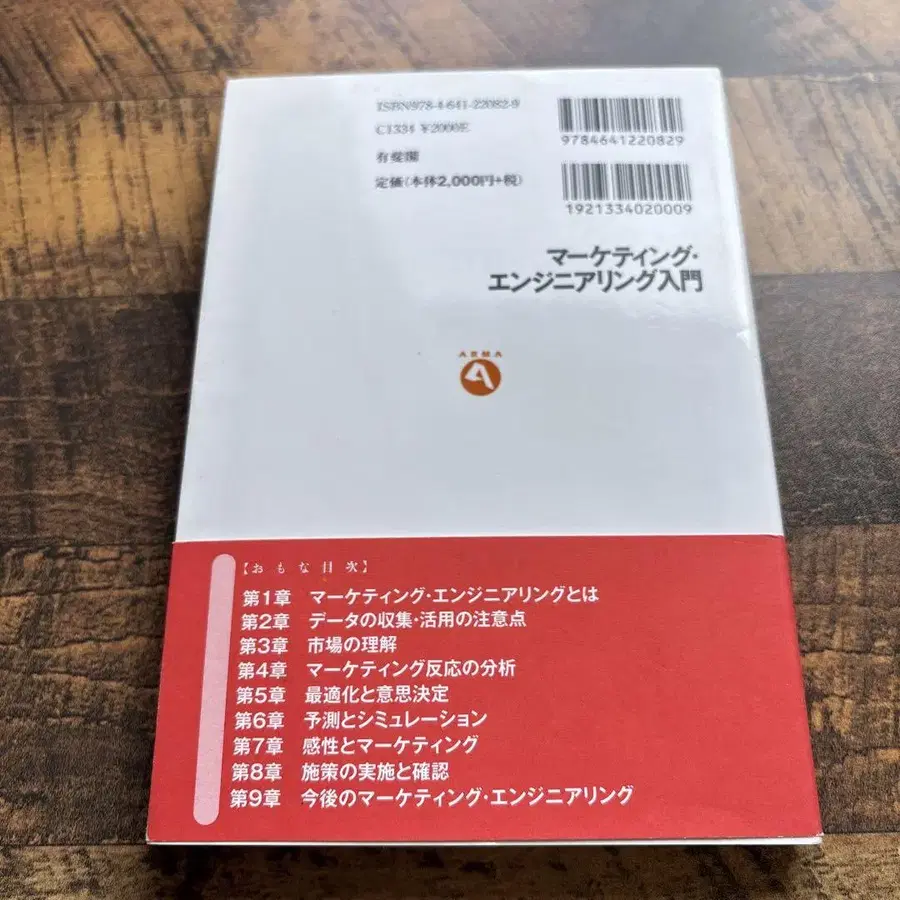 ISBN978-4-641-22082-9
C1334 ¥2000E
有斐閣
定価(本体2,000円+税)
9784641220829
1921334020009
マーケティング・
エンジニアリング入門
ARMA
【おもな目次】
第1章 マーケティング・エンジニアリングとは
第2章 データの収集・活用の注意点
第3章 市場の理解
第4章 マーケティング反応の分析
第5章 最適化と意思決定
第6章 予測とシミュレーション
第7章 感性とマーケティング
第8章 施策の実施と確認
第9章 今後のマーケティング・エンジニアリング